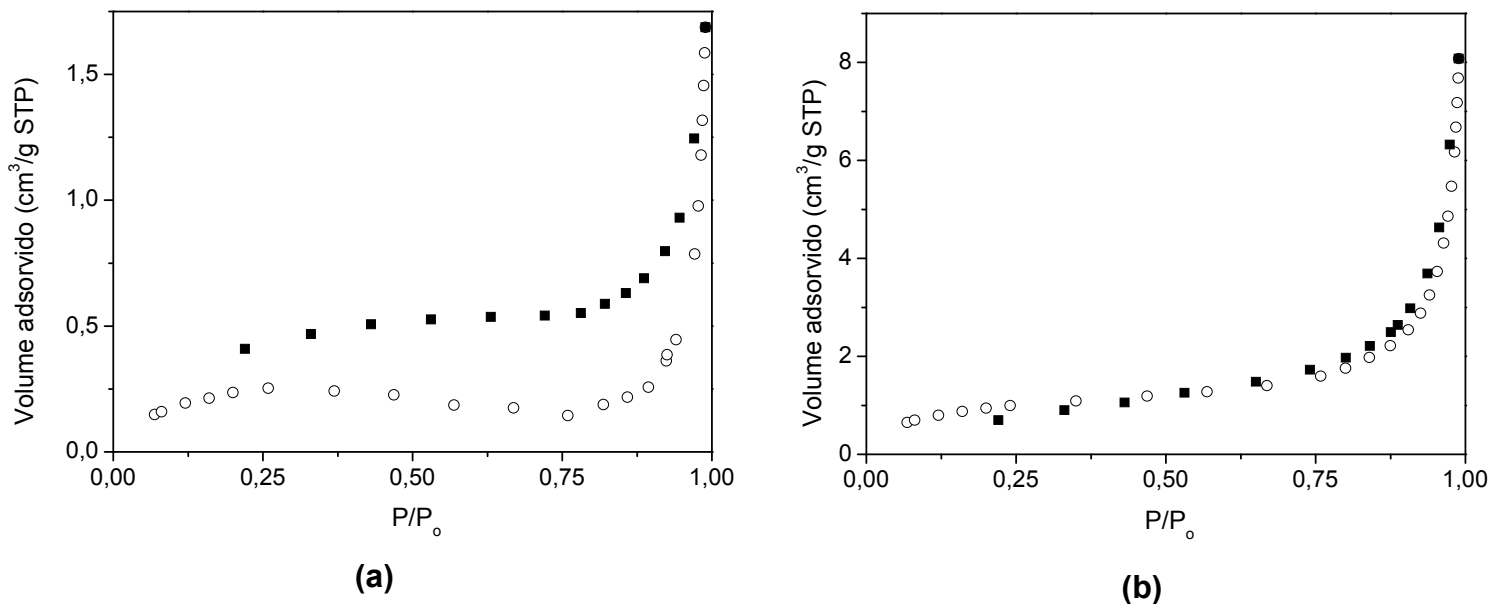 Volume adsorvido (cm³/g STP)
1,5
1,0
0,5
0,0
0,00 0,25 0,50 0,75 1,00
P/Pₒ
(a)
Volume adsorvido (cm³/g STP)
8
6
4
2
0
0,00 0,25 0,50 0,75 1,00
P/Pₒ
(b)